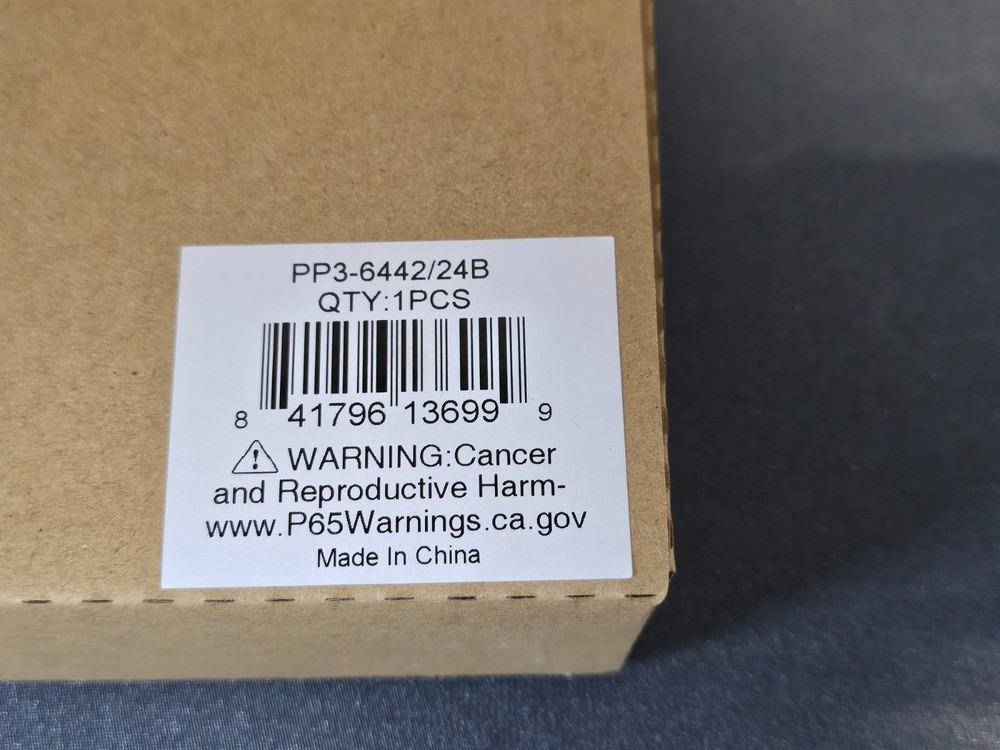 PP3-6442/24B
QTY:1PCS
8 41796 13699 9
WARNING:Cancer
and Reproductive Harm-
www.P65Warnings.ca.gov
Made In China